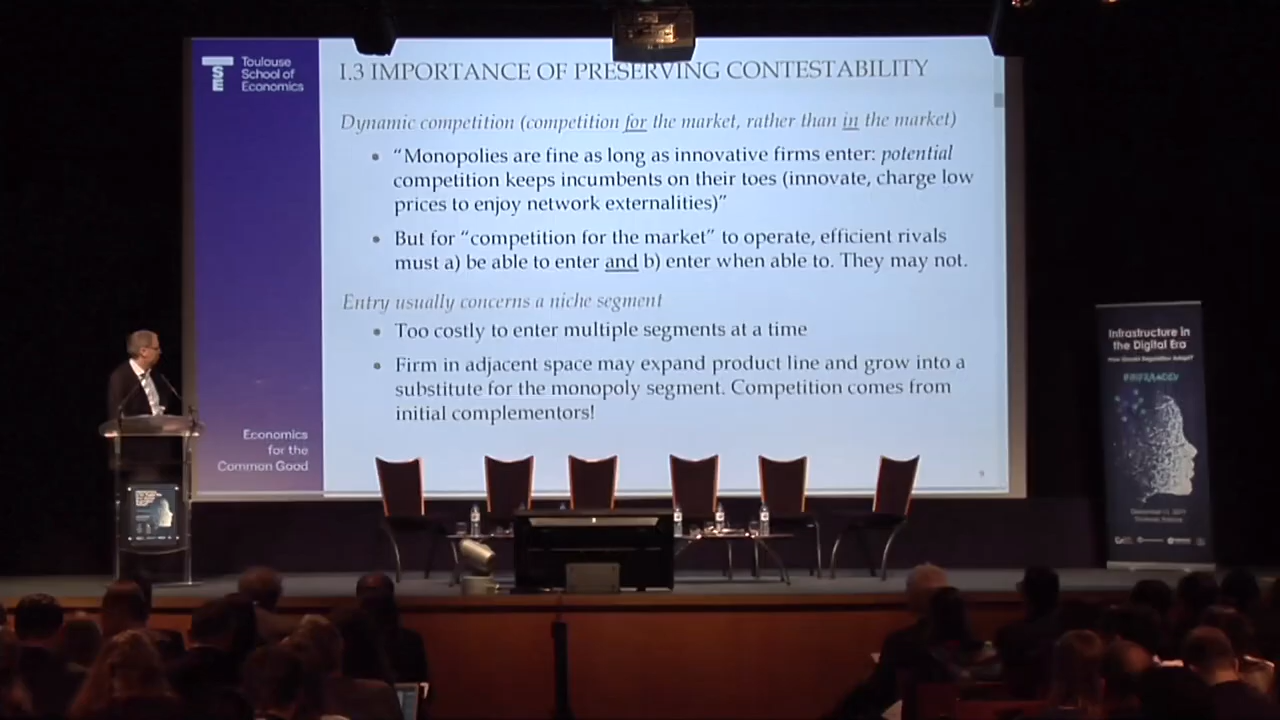 Toulouse
School of
Economics
TSE
I.3 IMPORTANCE OF PRESERVING CONTESTABILITY
Dynamic competition (competition for the market, rather than in the market)
• “Monopolies are fine as long as innovative firms enter: potential
competition keeps incumbents on their toes (innovate, charge low
prices to enjoy network externalities)”
• But for “competition for the market” to operate, efficient rivals
must a) be able to enter and b) enter when able to. They may not.
Entry usually concerns a niche segment
• Too costly to enter multiple segments at a time
• Firm in adjacent space may expand product line and grow into a
substitute for the monopoly segment. Competition comes from
initial complementors!
Economics
for the
Common Good
9
Infrastructure in
the Digital Era